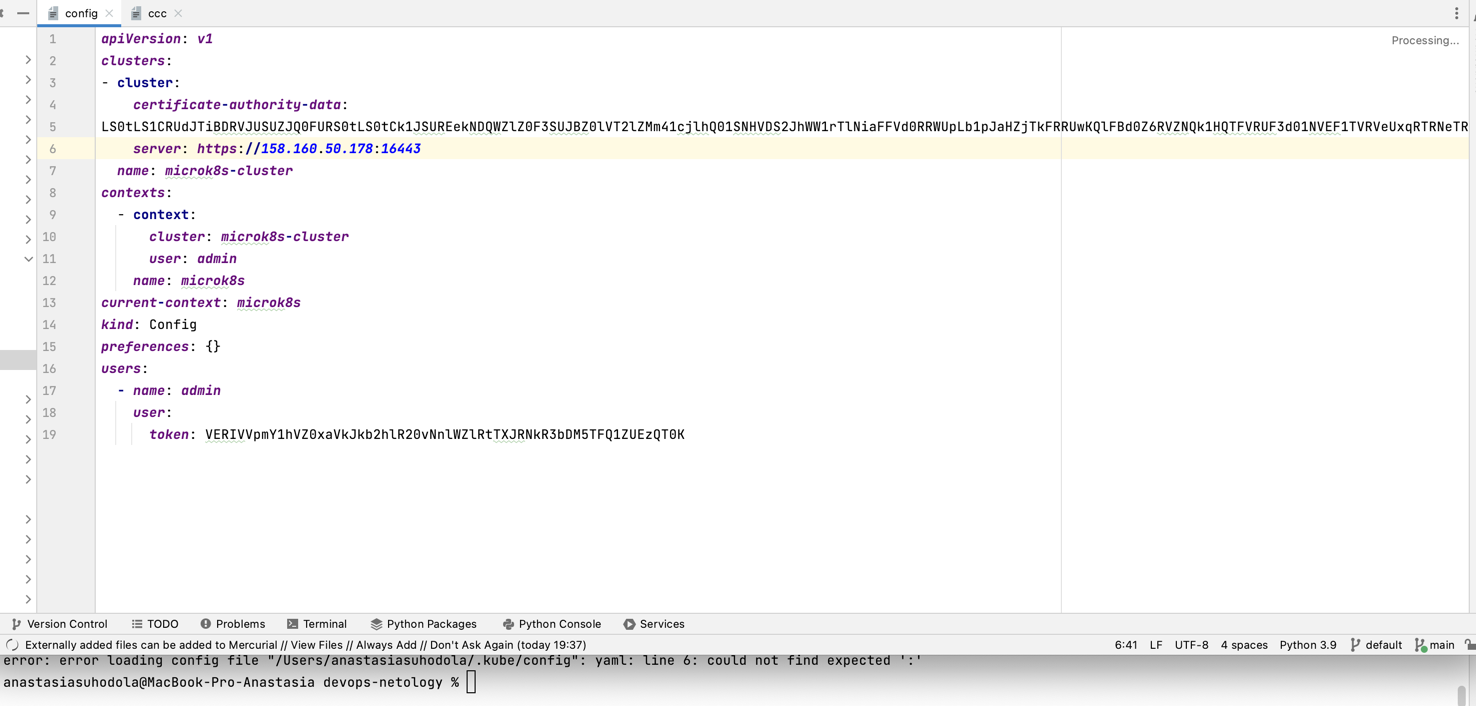 config
ccc
Processing...
1 apiVersion: v1
2 clusters:
3 - cluster:
4 certificate-authority-data:
5 LS0tLS1CRUdJTiBDRVJUSUZJQ0FURS0tLS0tCk1JSUREekNDQWZlZ0F3SUJBZ0lVT2lZMm41cjlhQ01SNHVDS2JhWW1rTlNiaFFVd0RRWUpLb1pJaHZjTkFRRUwKQlFBd0Z6RVZNQk1HQTFVRUF3d01NVEF1TVRVeUxqRTRNeTR
6 server: https://158.160.50.178:16443
7 name: microk8s-cluster
8 contexts:
9 - context:
10 cluster: microk8s-cluster
11 user: admin
12 name: microk8s
13 current-context: microk8s
14 kind: Config
15 preferences: {}
16 users:
17 - name: admin
18 user:
19 token: VERIVVpmY1hVZ0xaVkJkb2hlR20vNnlWZlRtTXJRNkR3bDM5TFQ1ZUEzQT0K
Version Control TODO Problems Terminal Python Packages Python Console Services
Externally added files can be added to Mercurial // View Files // Always Add // Don't Ask Again (today 19:37) 6:41 LF UTF-8 4 spaces Python 3.9 default main
error: error loading config file "/Users/anastasiasuhodola/.kube/config": yaml: line 6: could not find expected ':'
anastasiasuhodola@MacBook-Pro-Anastasia devops-netology %